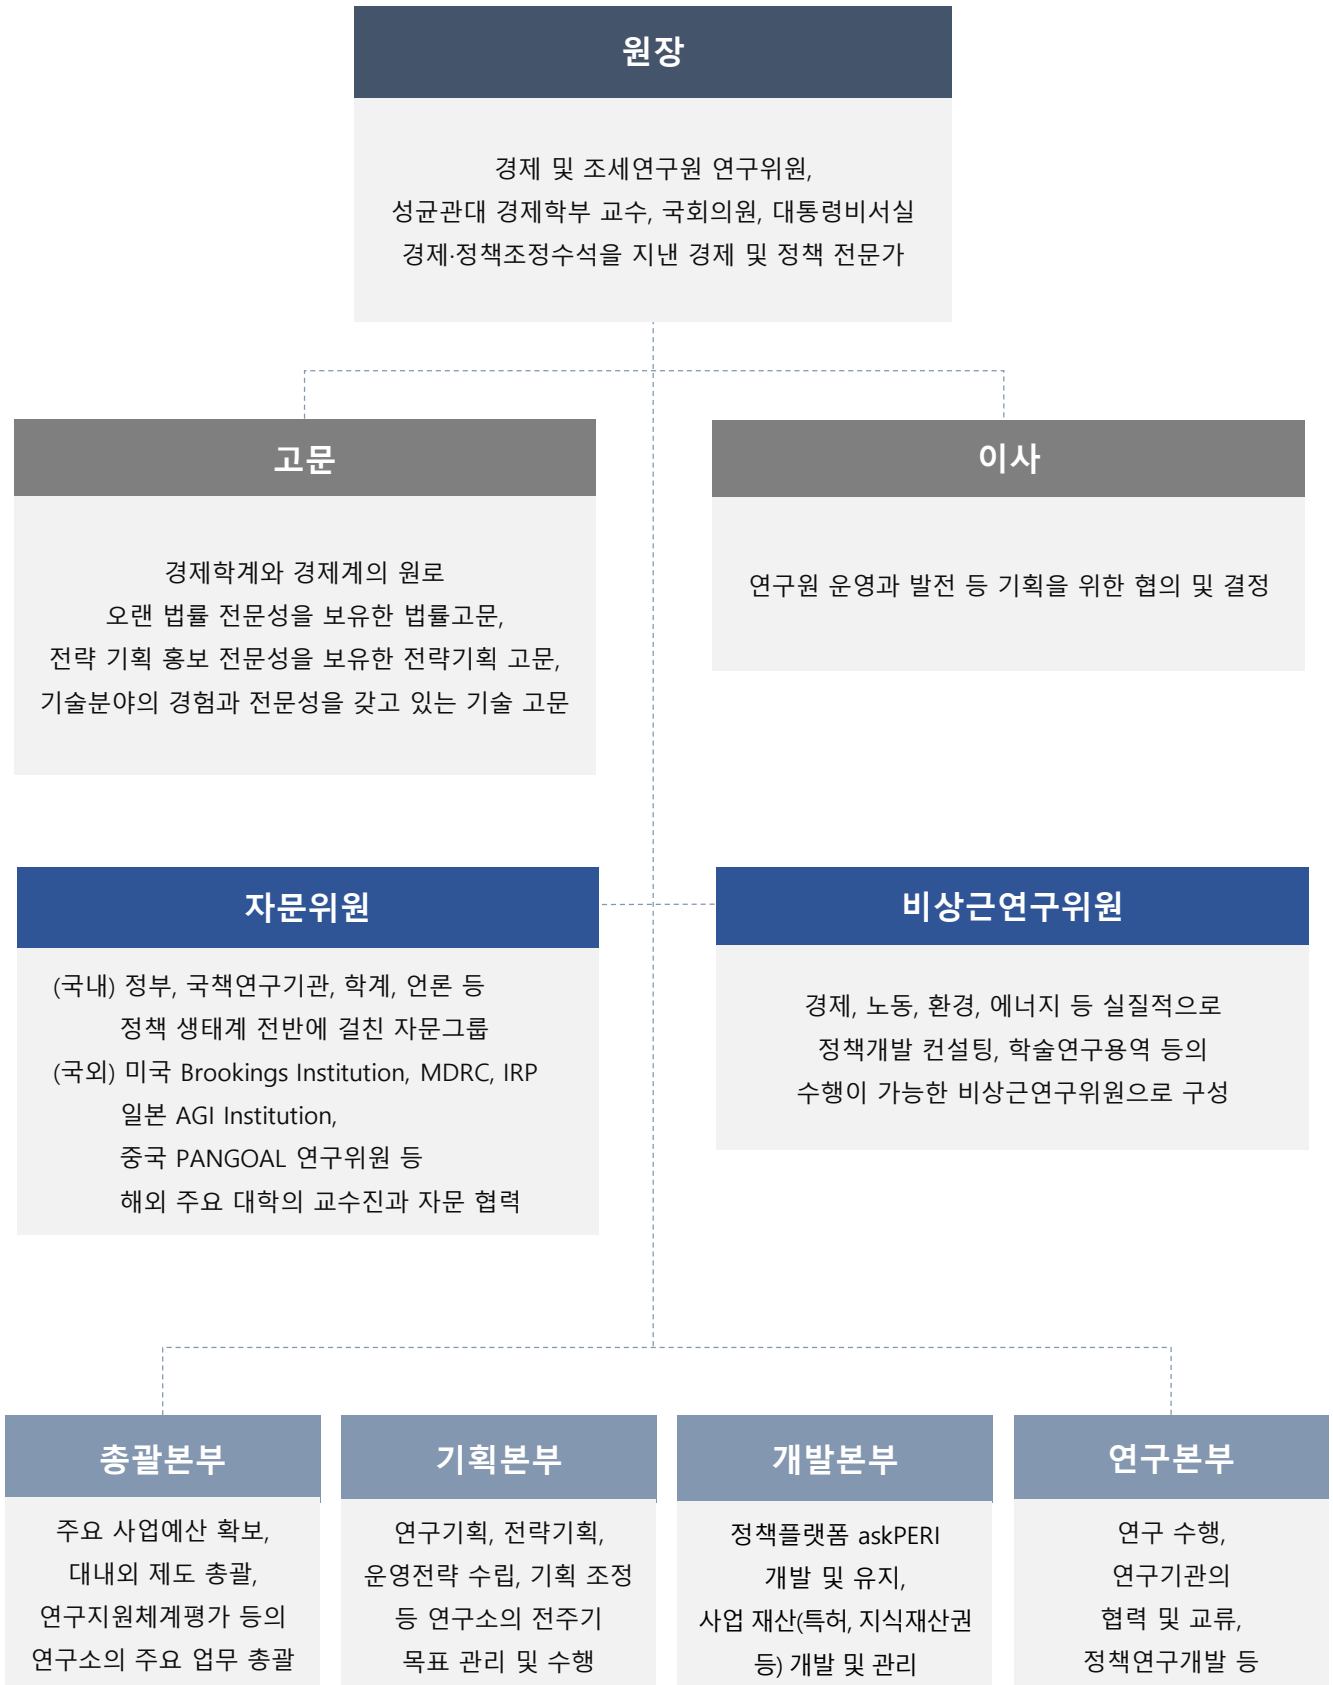 원장
경제 및 조세연구원 연구위원,
성균관대 경제학부 교수, 국회의원, 대통령비서실
경제·정책조정수석을 지낸 경제 및 정책 전문가
고문
경제학계와 경제계의 원로
오랜 법률 전문성을 보유한 법률고문,
전략 기획 홍보 전문성을 보유한 전략기획 고문,
기술분야의 경험과 전문성을 갖고 있는 기술 고문
이사
연구원 운영과 발전 등 기획을 위한 협의 및 결정
자문위원
(국내) 정부, 국책연구기관, 학계, 언론 등
정책 생태계 전반에 걸친 자문그룹
(국외) 미국 Brookings Institution, MDRC, IRP
일본 AGI Institution,
중국 PANGOAL 연구위원 등
해외 주요 대학의 교수진과 자문 협력
비상근연구위원
경제, 노동, 환경, 에너지 등 실질적으로
정책개발 컨설팅, 학술연구용역 등의
수행이 가능한 비상근연구위원으로 구성
총괄본부
주요 사업예산 확보,
대내외 제도 총괄,
연구지원체계평가 등의
연구소의 주요 업무 총괄
기획본부
연구기획, 전략기획,
운영전략 수립, 기획 조정
등 연구소의 전주기
목표 관리 및 수행
개발본부
정책플랫폼 askPERI
개발 및 유지,
사업 재산(특허, 지식재산권
등) 개발 및 관리
연구본부
연구 수행,
연구기관의
협력 및 교류,
정책연구개발 등